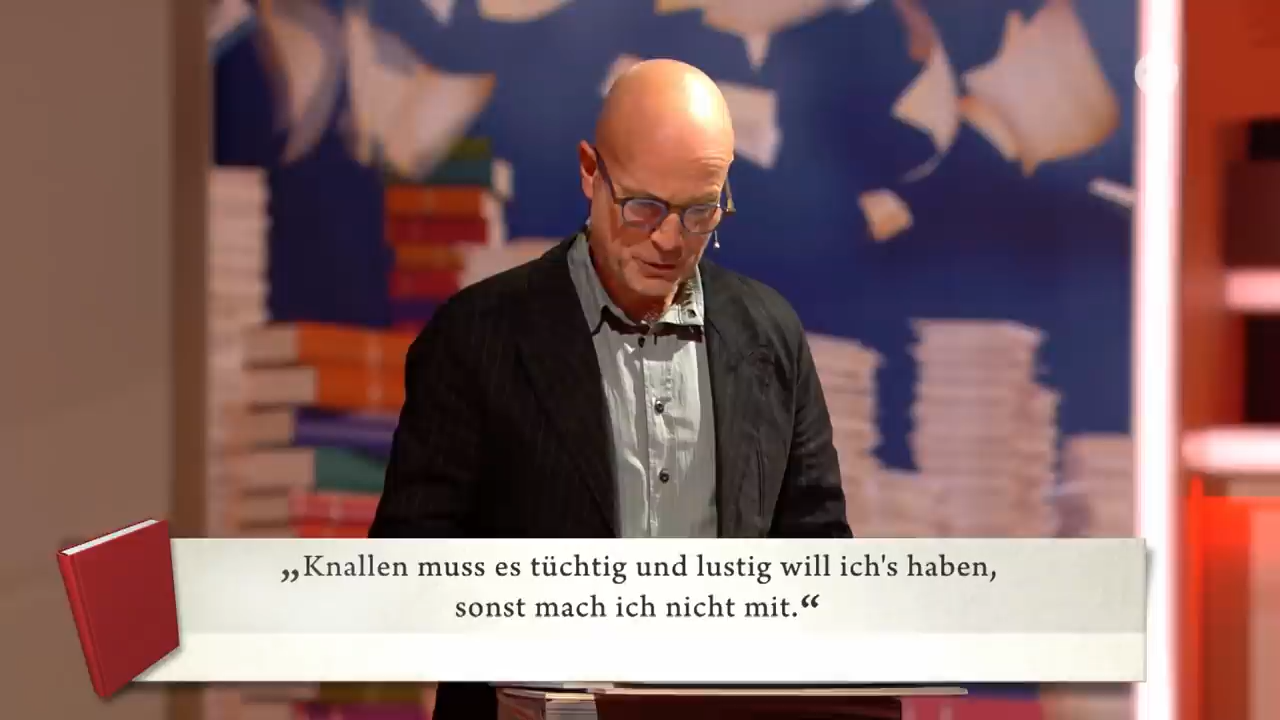 „Knallen muss es tüchtig und lustig will ich's haben,
sonst mach ich nicht mit.“